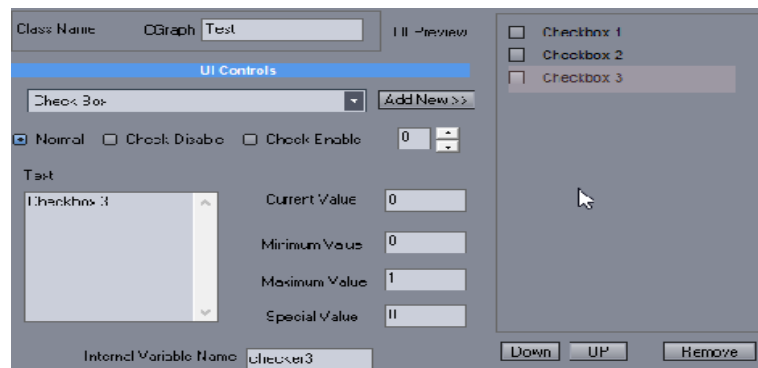 Class Name CGraph Test UI Preview
UI Controls
Check Box Add New >>
Normal Check Disable Check Enable 0
Text
Checkbox 3
Current Value 0
Minimum Value 0
Maximum Value 1
Special Value 0
Internal Variable Name checker3
Checkbox 1
Checkbox 2
Checkbox 3
Down UP Remove